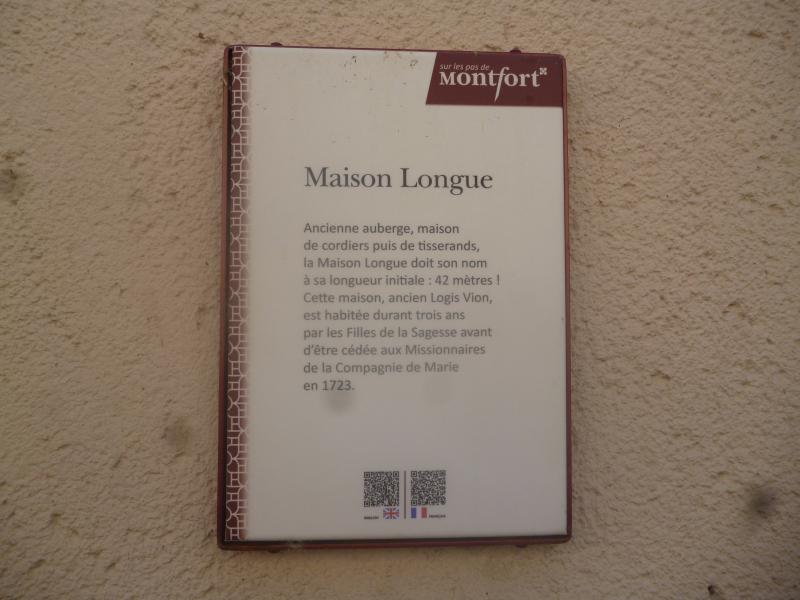 sur les pas de
Montfort
Maison Longue
Ancienne auberge, maison
de cordiers puis de tisserands,
la Maison Longue doit son nom
à sa longueur initiale : 42 mètres !
Cette maison, ancien Logis Vion,
est habitée durant trois ans
par les Filles de la Sagesse avant
d'être cédée aux Missionnaires
de la Compagnie de Marie
en 1723.
ENGLISH FRANÇAIS